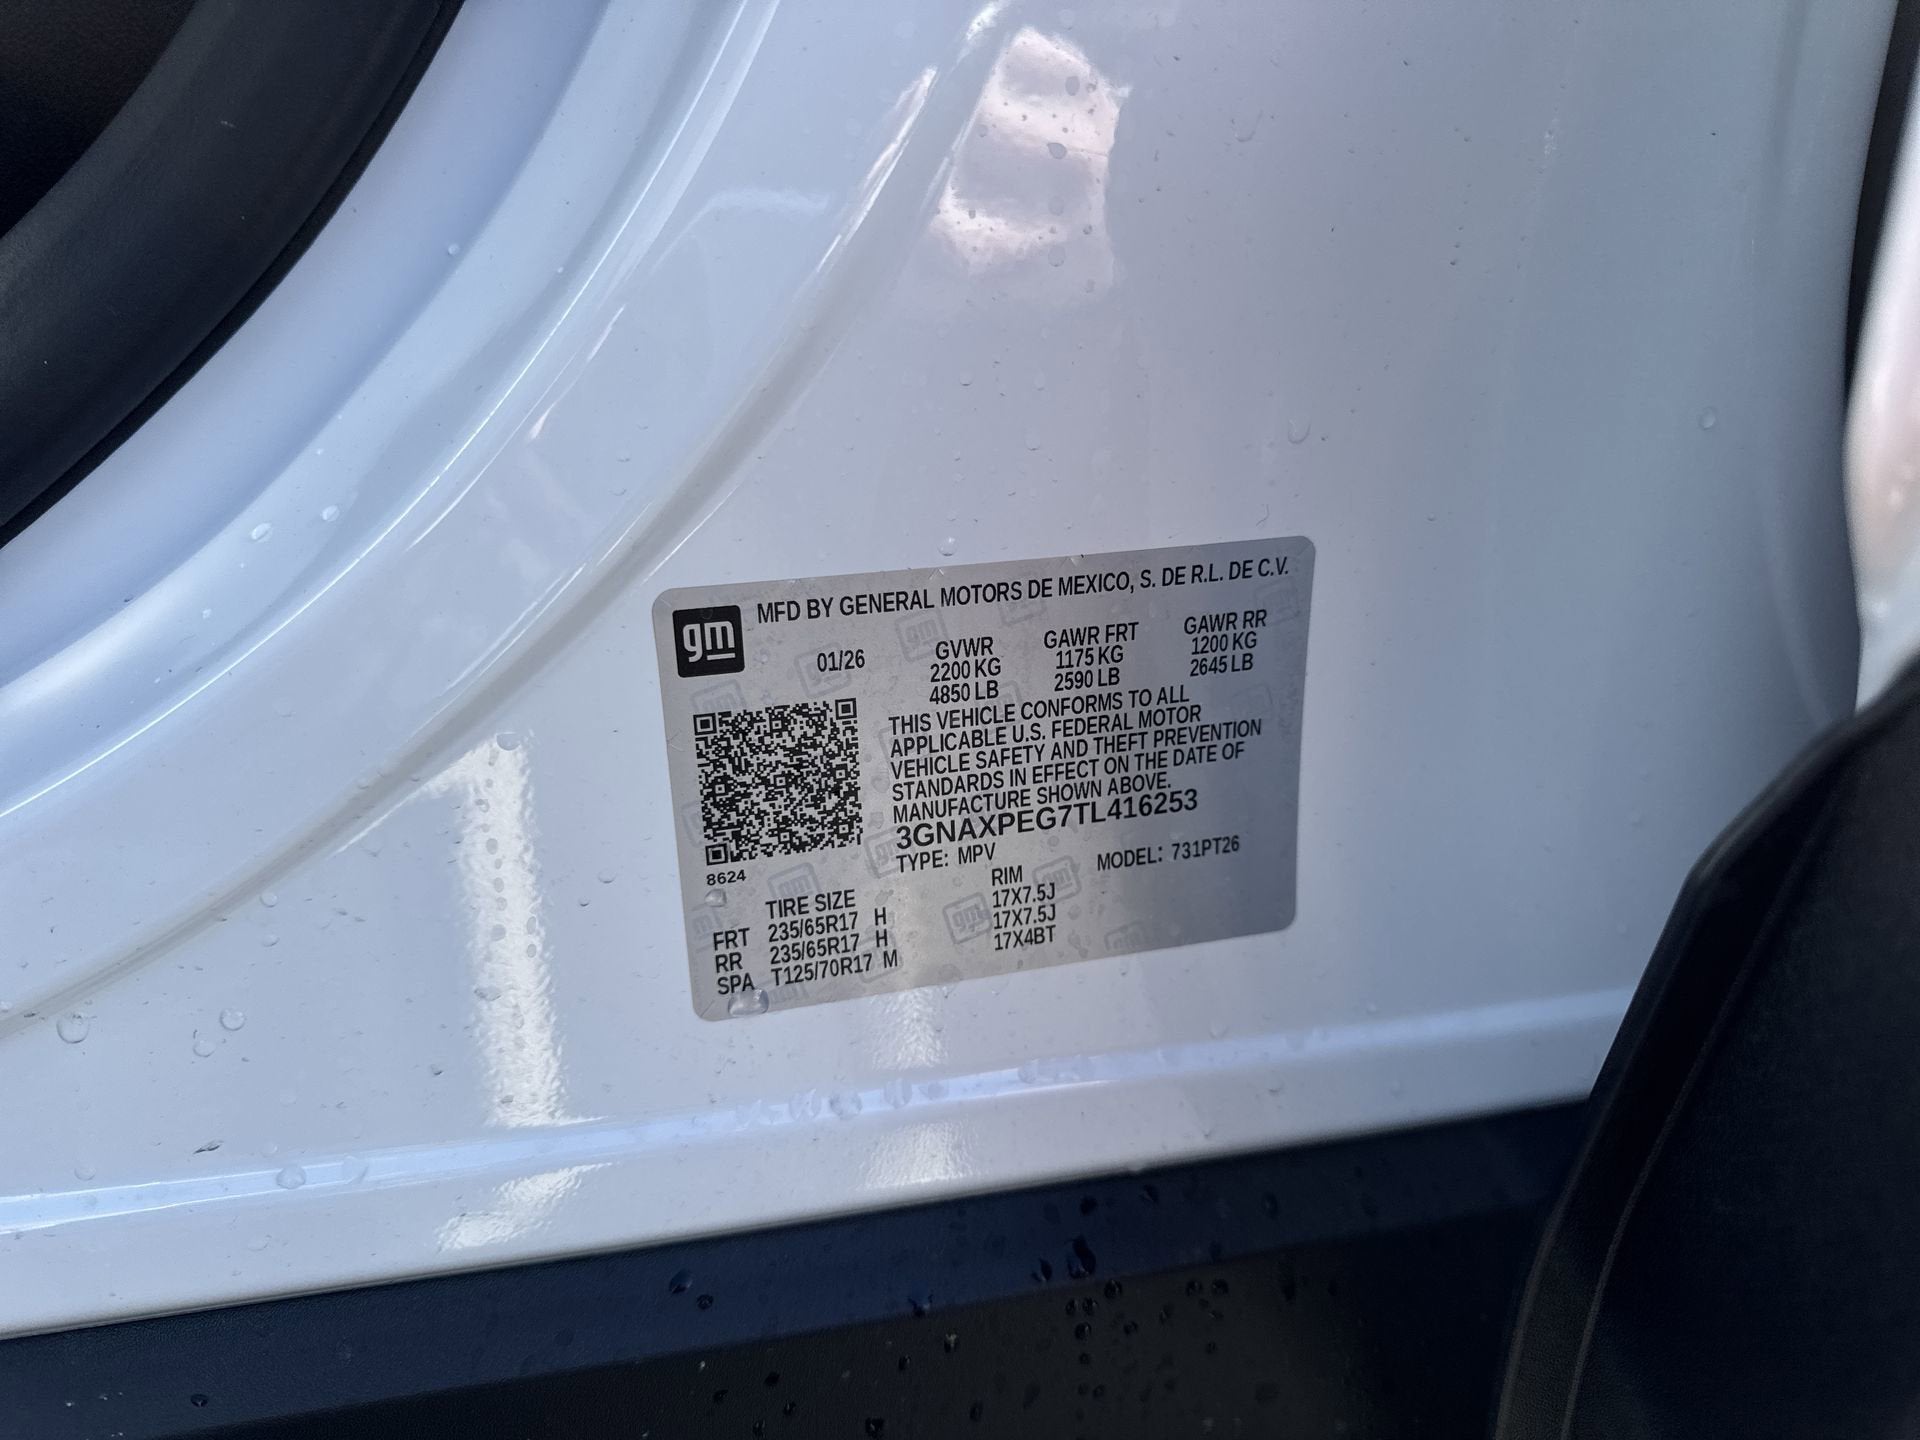 gm
MFD BY GENERAL MOTORS DE MEXICO, S. DE R.L. DE C.V.
01/26
GVWR
2200 KG
4850 LB
GAWR FRT
1175 KG
2590 LB
GAWR RR
1200 KG
2645 LB
THIS VEHICLE CONFORMS TO ALL
APPLICABLE U.S. FEDERAL MOTOR
VEHICLE SAFETY AND THEFT PREVENTION
STANDARDS IN EFFECT ON THE DATE OF
MANUFACTURE SHOWN ABOVE.
3GNAXPEG7TL416253
TYPE: MPV MODEL: 731PT26
8624
TIRE SIZE RIM
FRT 235/65R17 H 17X7.5J
RR 235/65R17 H 17X7.5J
SPA T125/70R17 M 17X4BT